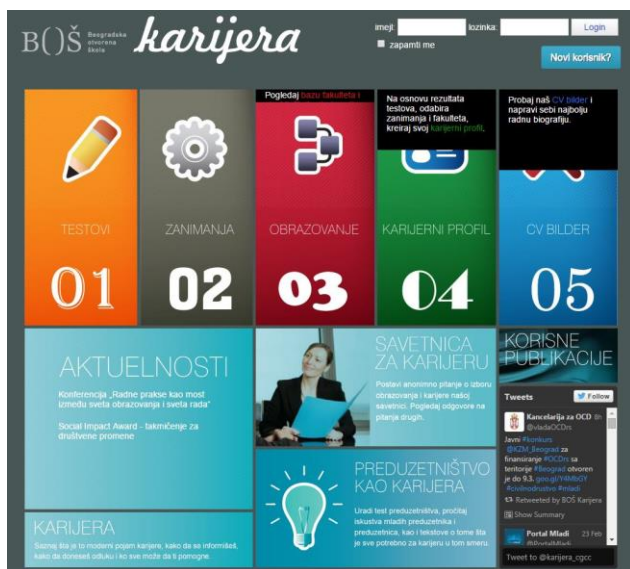 BOŠ Beogradska
otvorena
škola
karijera
imejl:
lozinka:
Login
zapamti me
Novi korisnik?
TESTOVI
01
ZANIMANJA
02
Pogledaj bazu fakulteta i
OBRAZOVANJE
03
Na osnovu rezultata
testova, odabira
zanimanja i fakulteta,
kreiraj svoj karijerni profil.
KARIJERNI PROFIL
04
Probaj naš CV bilder i
napravi sebi najbolju
radnu biografiju.
CV BILDER
05
AKTUELNOSTI
Konferencija „Radne prakse kao most
između sveta obrazovanja i sveta rada"
Social Impact Award - takmičenje za
društvene promene
SAVETNICA
ZA KARIJERU
Postavi anonimno pitanje o izboru
obrazovanja i karijere našoj
savetnici. Pogledaj odgovore na
pitanja drugih.
KORISNE
PUBLIKACIJE
Tweets
Follow
Kancelarija za OCD 8h
@vladaOCDrs
Javni #konkurs
@KZM_Beograd za
finansiranje #OCDrs sa
teritorije #Beograd otvoren
je do 9.3. goo.gl/Y4MbGY
#civilnodrustvo #mladi
Retweeted by BOŠ Karijera
Show Summary
Portal Mladi 23 Feb
@PortalMladi
Tweet to @karijera_cgcc
PREDUZETNIŠTVO
KAO KARIJERA
Uradi test preduzetništva, pročitaj
iskustva mladih preduzetnika i
preduzetnica, kao i tekstove o tome šta
je sve potrebno za karijeru u tom smeru.
KARIJERA
Saznaj šta je to moderni pojam karijere, kako da se informišeš,
kako da doneseš odluku i ko sve može da ti pomogne.